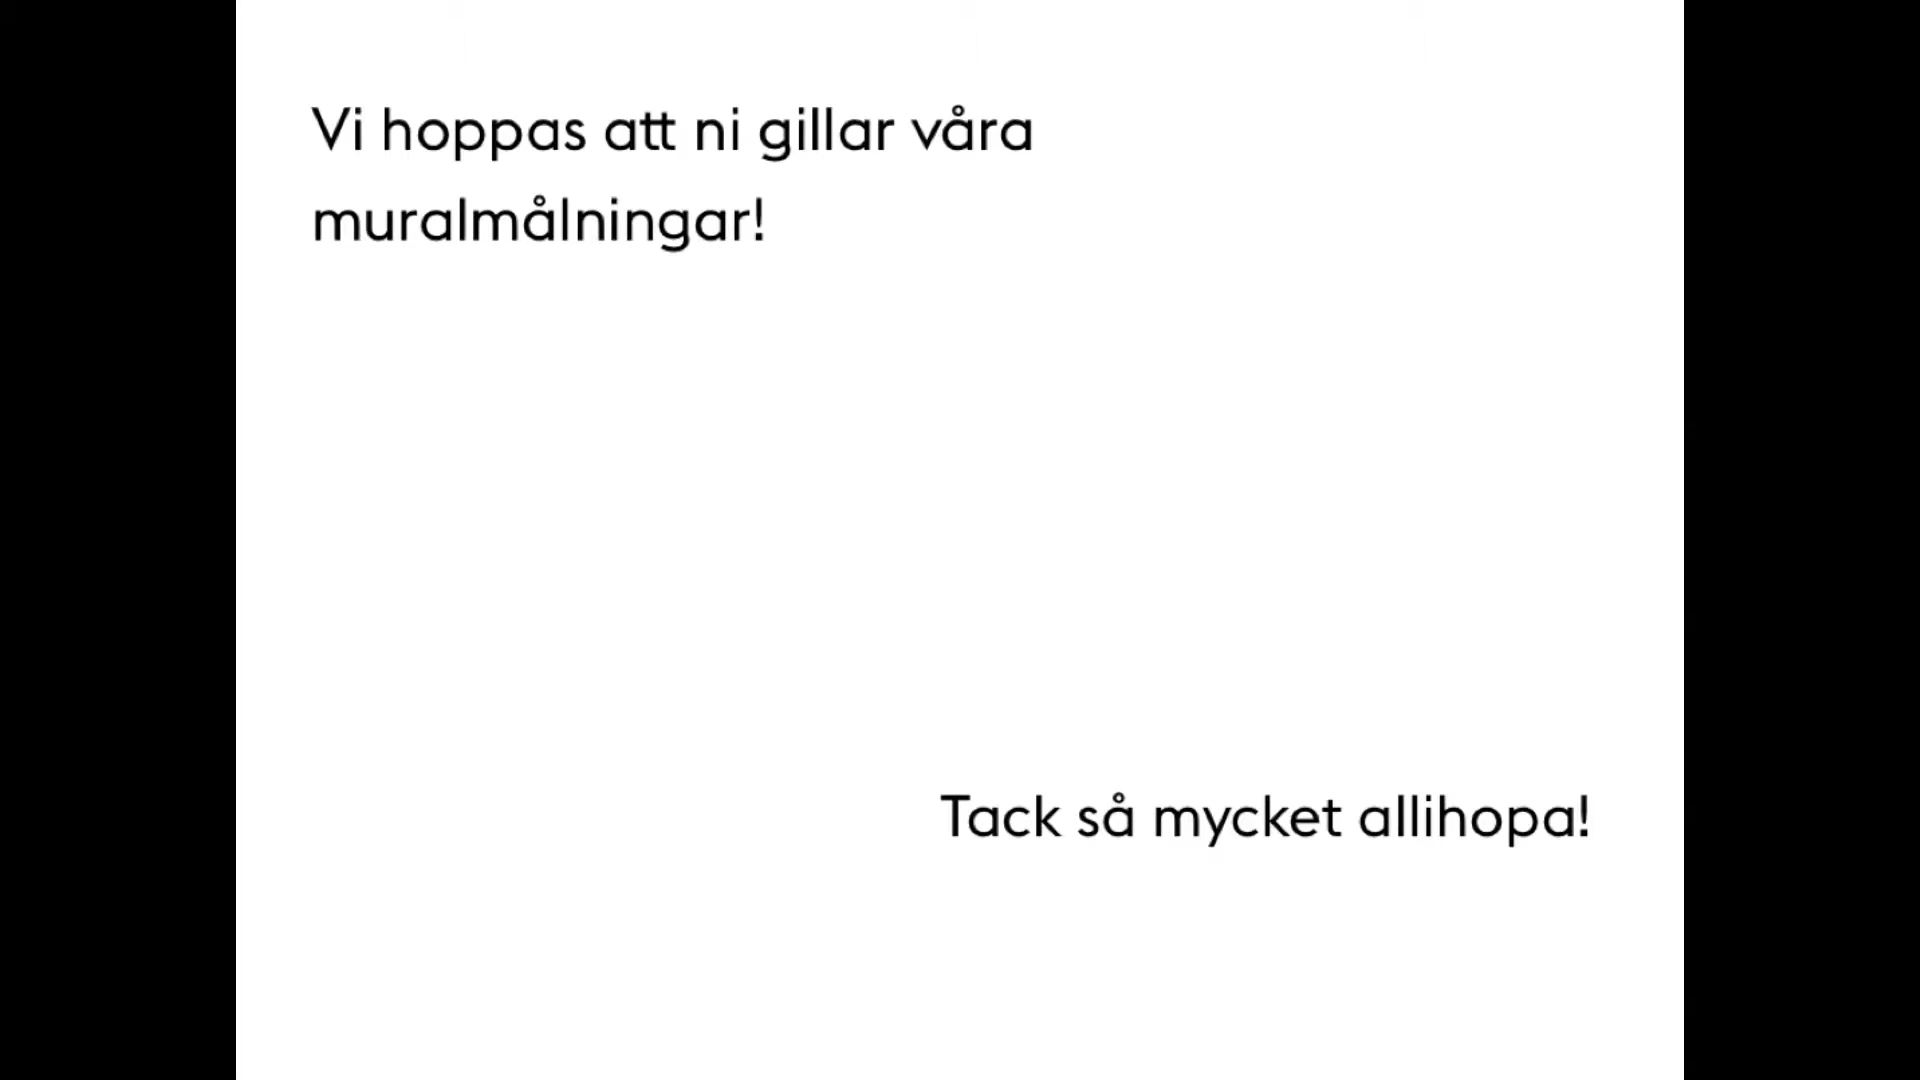 Vi hoppas att ni gillar våra
muralmålningar!
Tack så mycket allihopa!